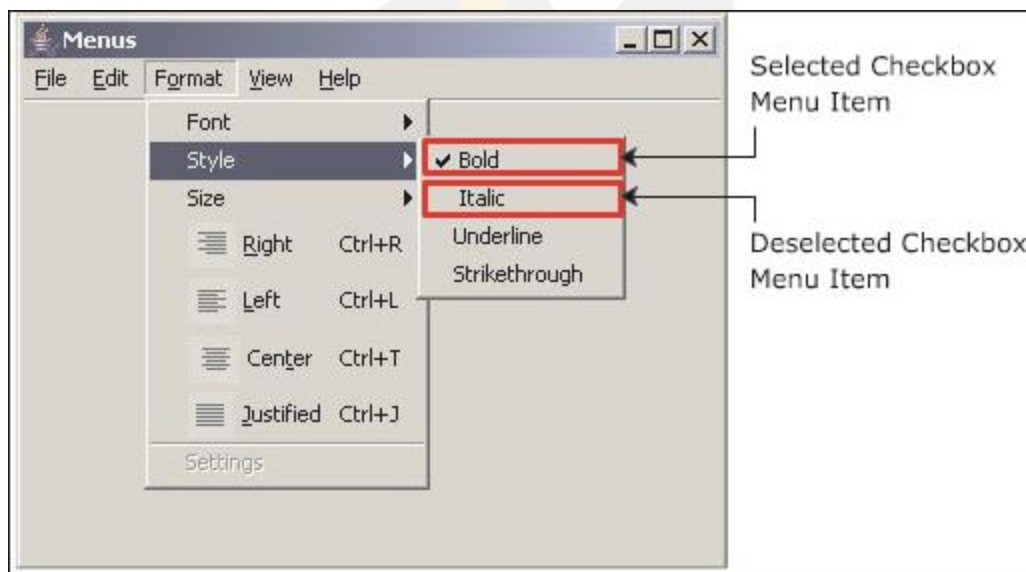 Menus
File Edit Format View Help
Font
Style
Size
Right Ctrl+R
Left Ctrl+L
Center Ctrl+T
Justified Ctrl+J
Settings
Bold
Italic
Underline
Strikethrough
Selected Checkbox
Menu Item
Deselected Checkbox
Menu Item